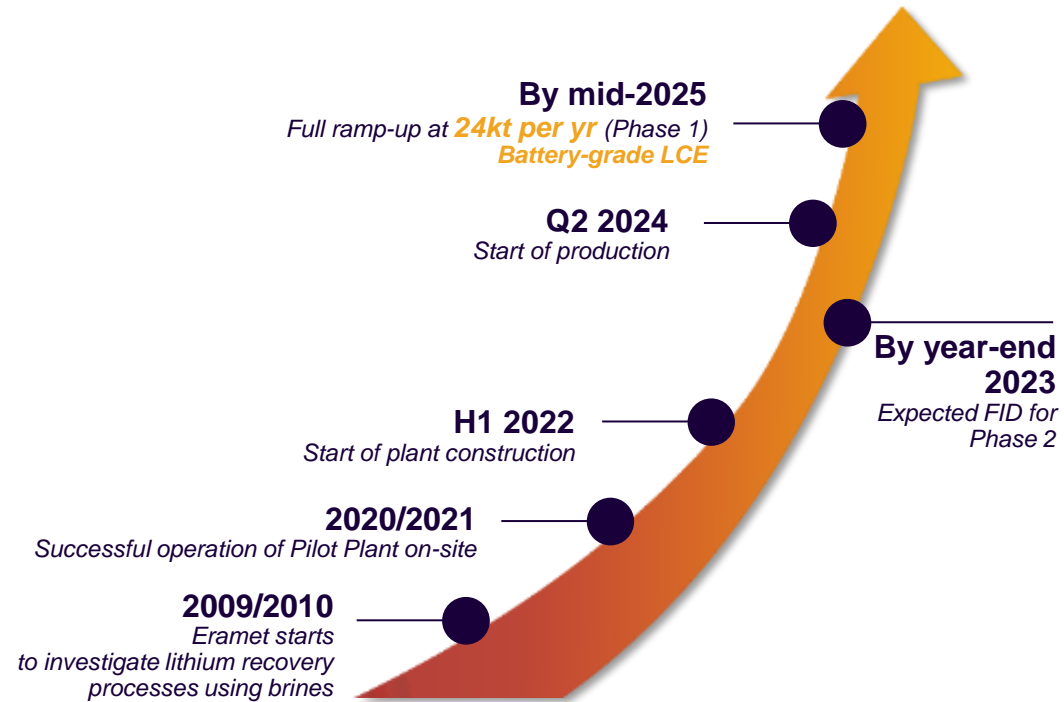 By mid-2025
Full ramp-up at 24kt per yr (Phase 1)
Battery-grade LCE
Q2 2024
Start of production
By year-end
2023
Expected FID for
Phase 2
H1 2022
Start of plant construction
2020/2021
Successful operation of Pilot Plant on-site
2009/2010
Eramet starts
to investigate lithium recovery
processes using brines